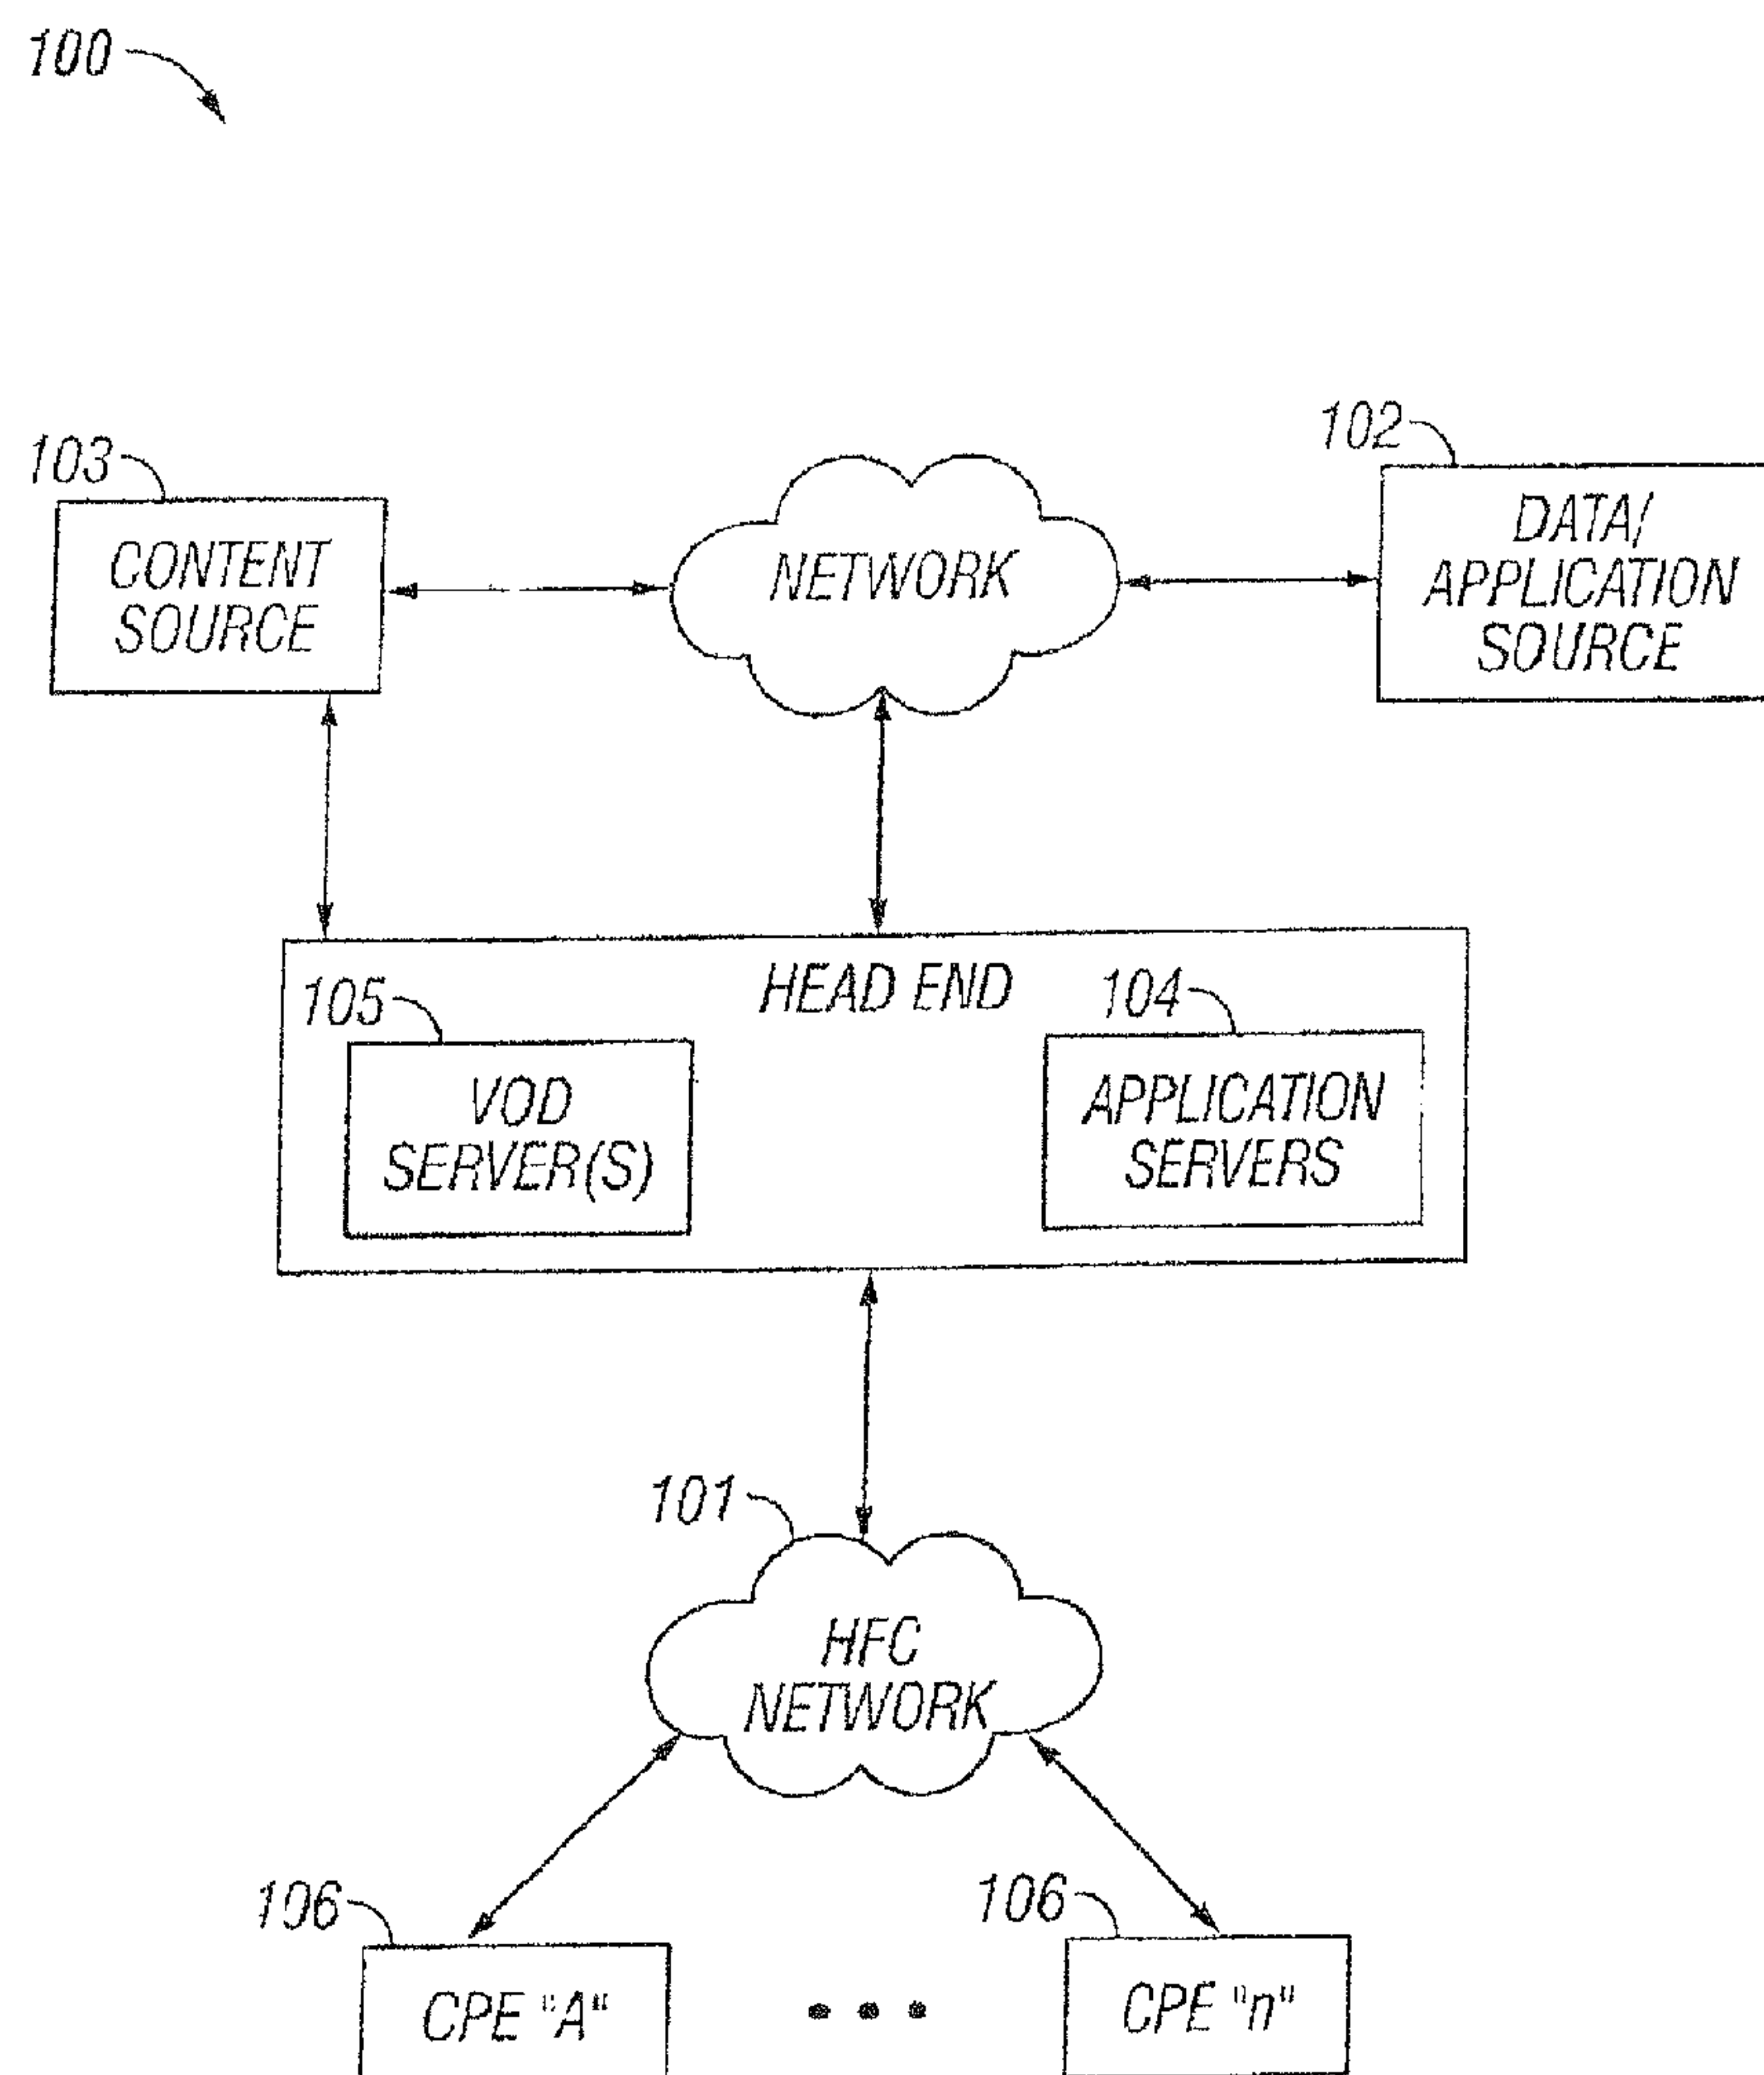 100
103
102
CONTENT
SOURCE
NETWORK
DATA/
APPLICATION
SOURCE
HEAD END
105
104
VOD
SERVER(S)
APPLICATION
SERVERS
101
HFC
NETWORK
106
106
CPE "A"
CPE "n"